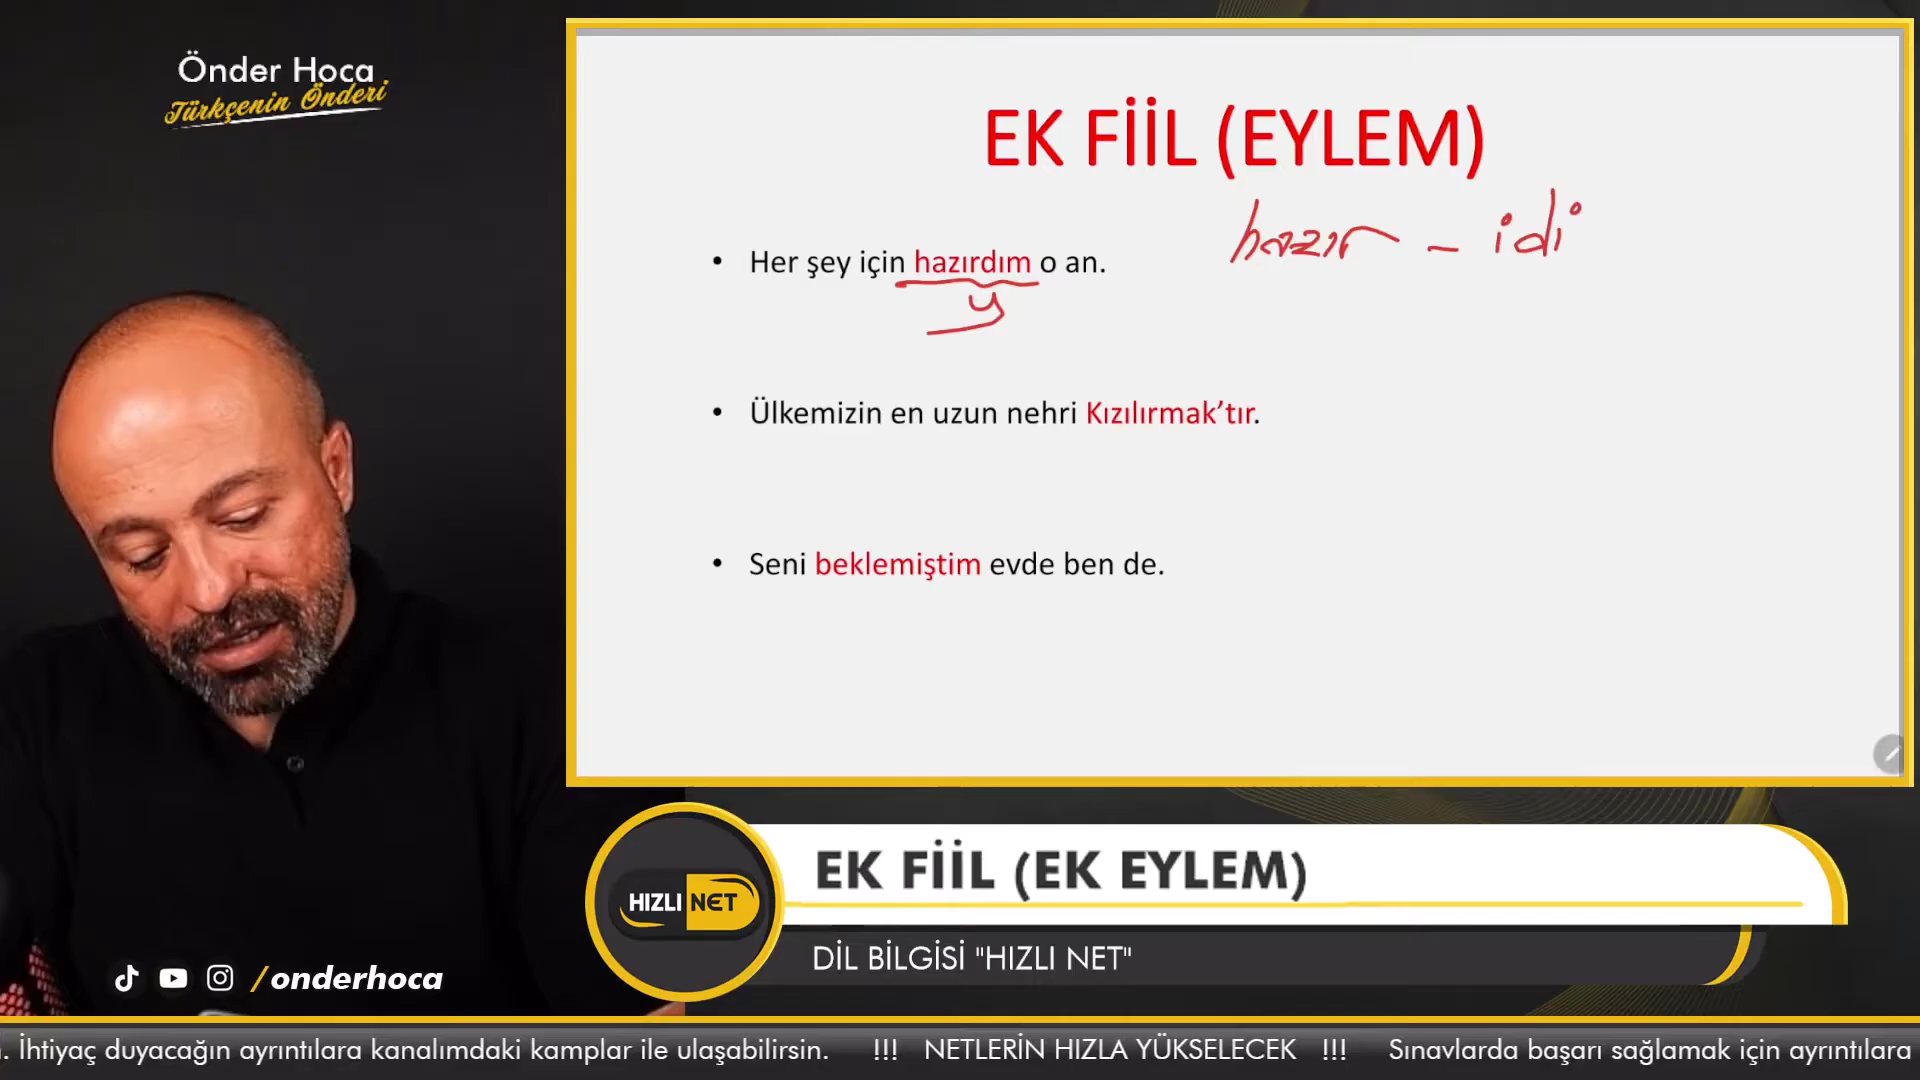 Önder Hoca
Türkçenin Önderi
EK FİİL (EYLEM)
hazır - idi
• Her şey için hazırdım o an.
y
• Ülkemizin en uzun nehri Kızılırmak’tır.
• Seni beklemiştim evde ben de.
HIZLI NET
EK FİİL (EK EYLEM)
DİL BİLGİSİ "HIZLI NET"
/onderhoca
. İhtiyaç duyacağın ayrıntılara kanalımdaki kamplar ile ulaşabilirsin. !!! NETLERİN HIZLA YÜKSELECEK !!! Sınavlarda başarı sağlamak için ayrıntılara